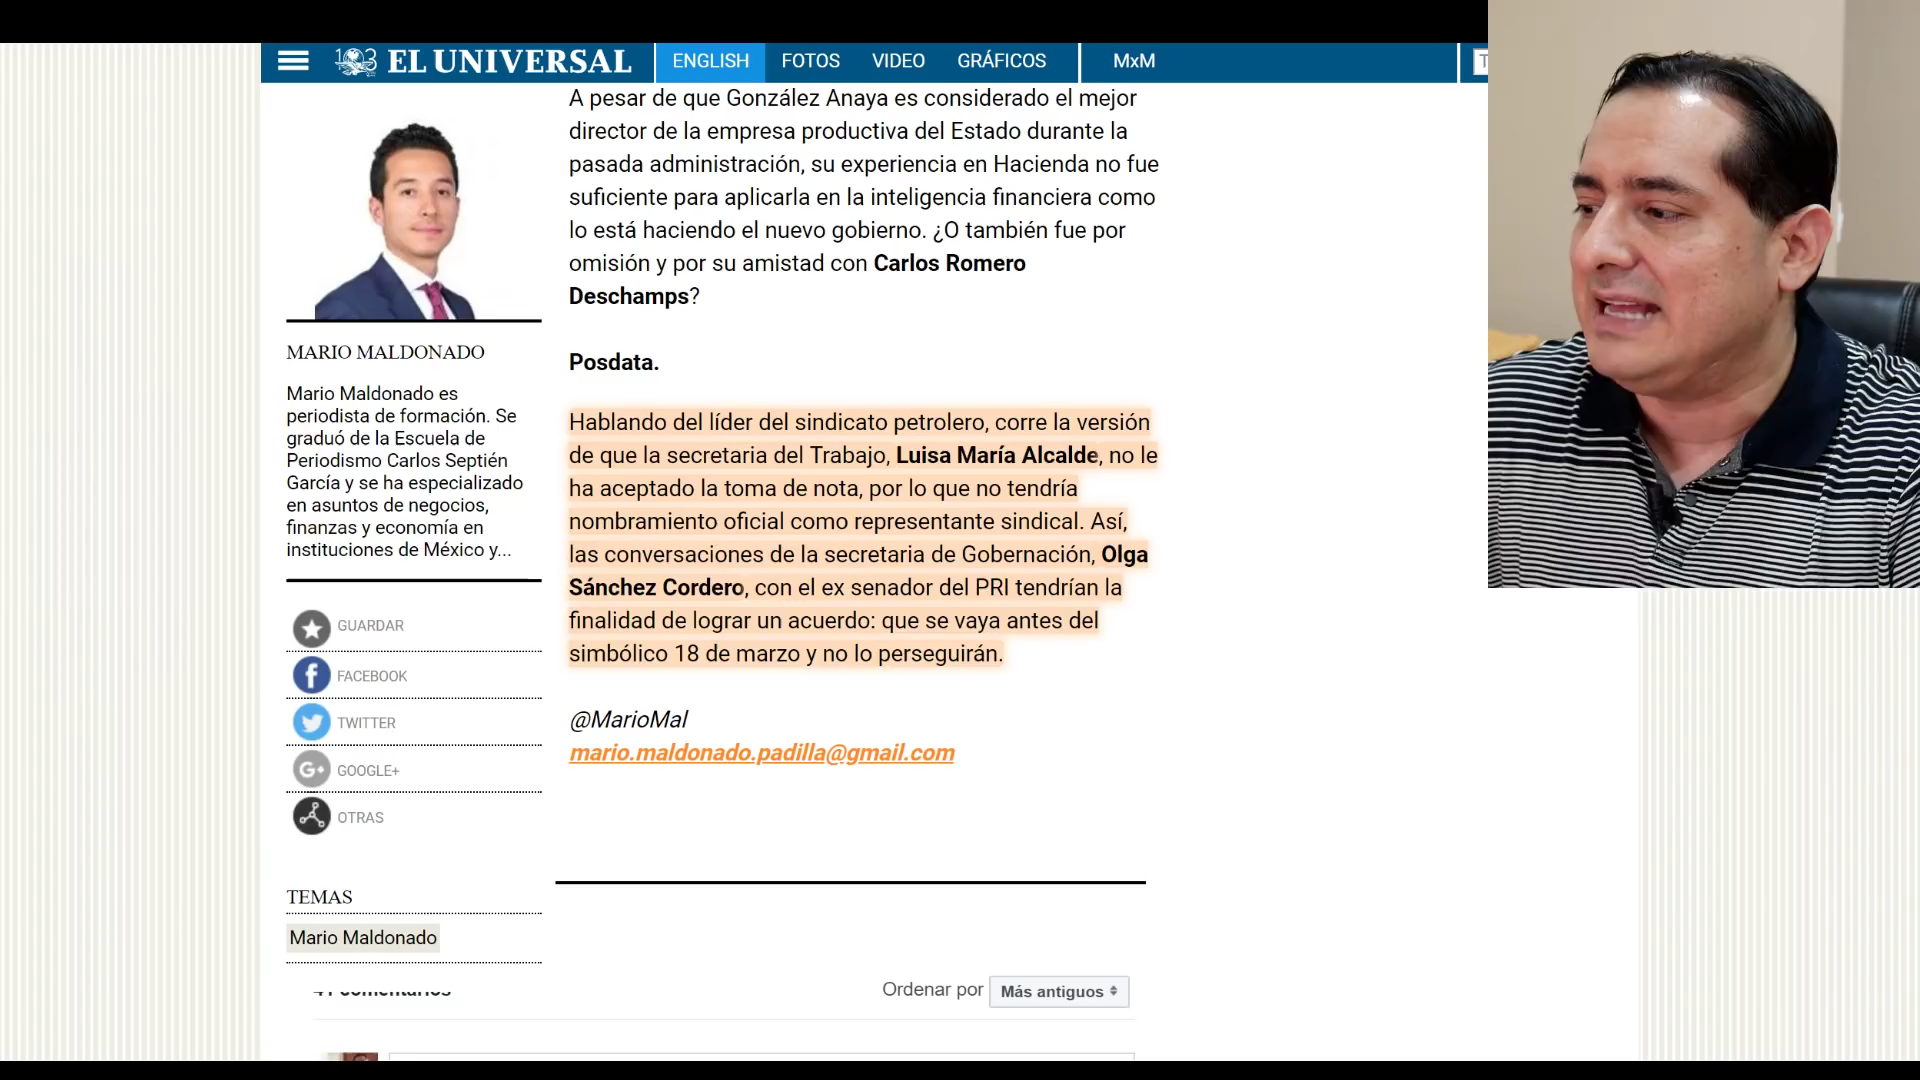 103 EL UNIVERSAL ENGLISH FOTOS VIDEO GRÁFICOS MxM T
A pesar de que González Anaya es considerado el mejor
director de la empresa productiva del Estado durante la
pasada administración, su experiencia en Hacienda no fue
suficiente para aplicarla en la inteligencia financiera como
lo está haciendo el nuevo gobierno. ¿O también fue por
omisión y por su amistad con Carlos Romero
Deschamps?
Posdata.
Hablando del líder del sindicato petrolero, corre la versión
de que la secretaria del Trabajo, Luisa María Alcalde, no le
ha aceptado la toma de nota, por lo que no tendría
nombramiento oficial como representante sindical. Así,
las conversaciones de la secretaria de Gobernación, Olga
Sánchez Cordero, con el ex senador del PRI tendrían la
finalidad de lograr un acuerdo: que se vaya antes del
simbólico 18 de marzo y no lo perseguirán.
@MarioMal
mario.maldonado.padilla@gmail.com
MARIO MALDONADO
Mario Maldonado es
periodista de formación. Se
graduó de la Escuela de
Periodismo Carlos Septién
García y se ha especializado
en asuntos de negocios,
finanzas y economía en
instituciones de México y...
GUARDAR
FACEBOOK
TWITTER
GOOGLE+
OTRAS
TEMAS
Mario Maldonado
comentarios
Ordenar por Más antiguos